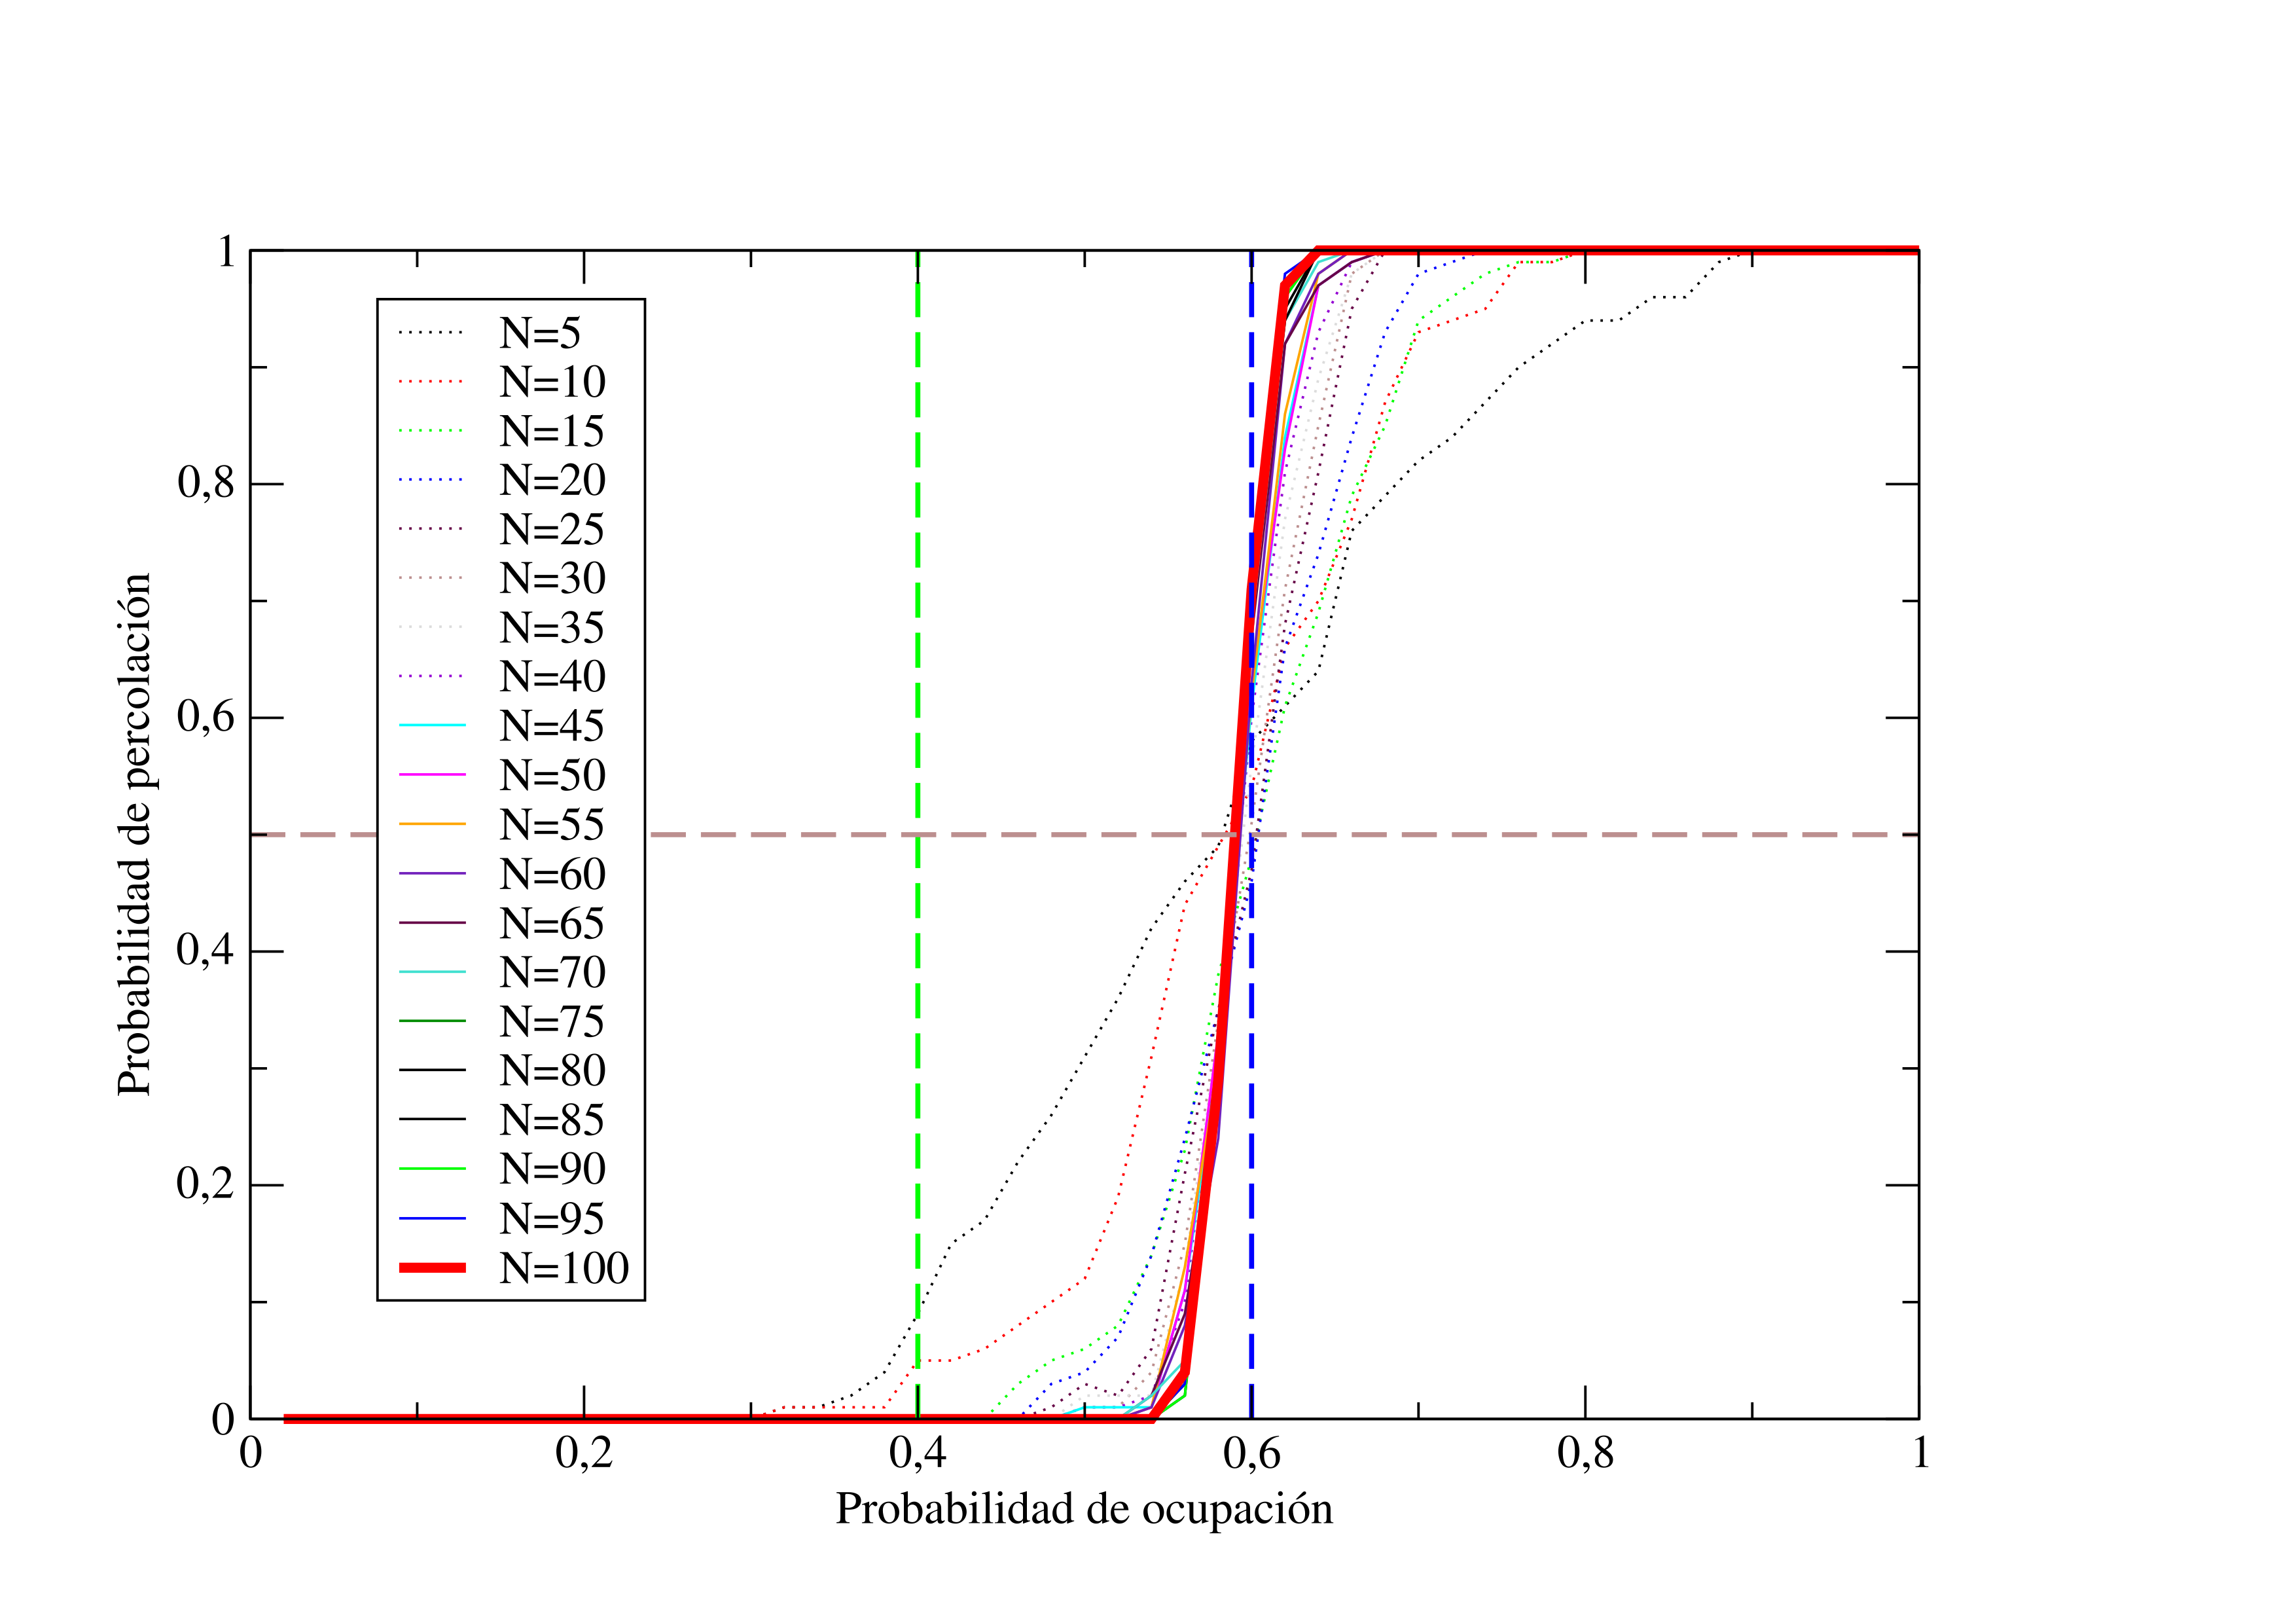 1
0,8
0,6
0,4
0,2
0
Probabilidad de percolación
N=5
N=10
N=15
N=20
N=25
N=30
N=35
N=40
N=45
N=50
N=55
N=60
N=65
N=70
N=75
N=80
N=85
N=90
N=95
N=100
0 0,2 0,4 0,6 0,8 1
Probabilidad de ocupación